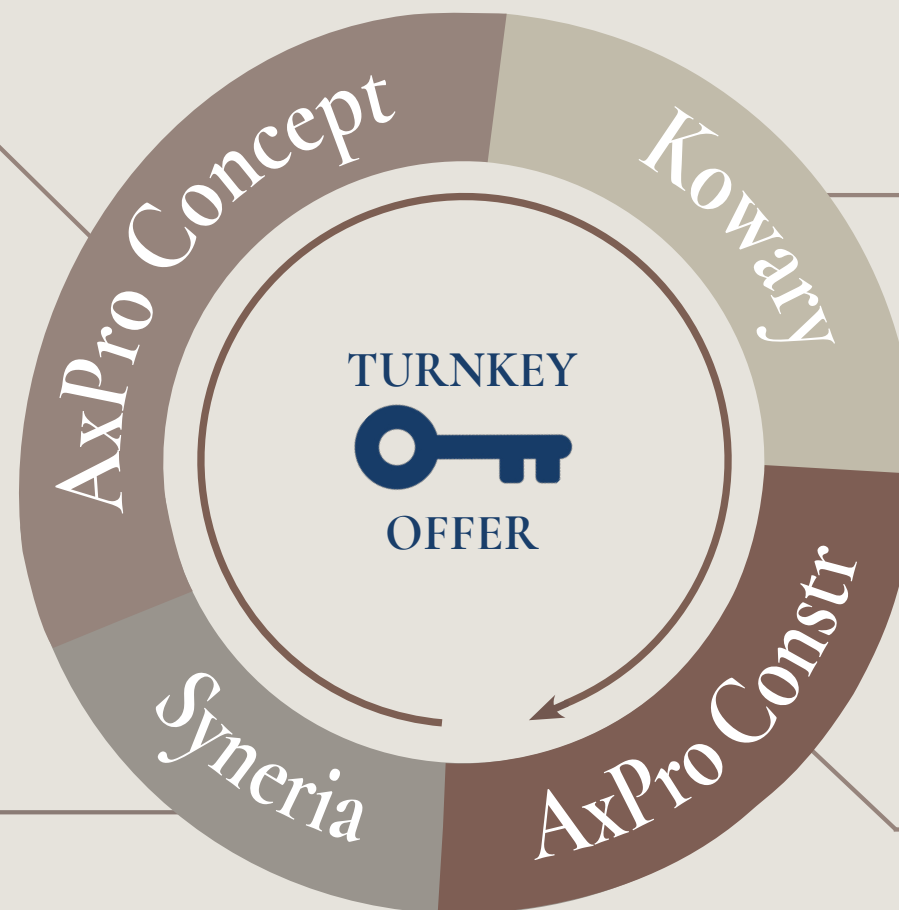 AxPro Concept
Kowary
TURNKEY
OFFER
AxPro Constr
Syneria